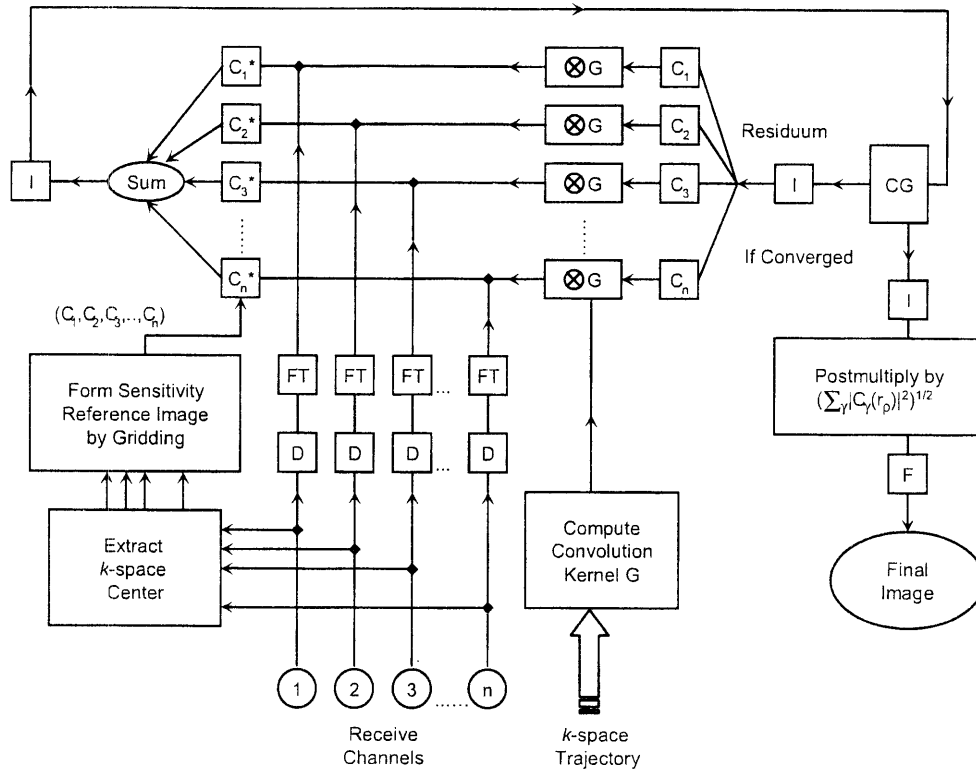 C₁* ⊗G C₁
C₂* ⊗G C₂
Residuum
I Sum C₃* ⊗G C₃ I CG
Cₙ* ⊗G Cₙ
If Converged
I
(C₁,C₂,C₃,..,Cₙ)
Form Sensitivity
Reference Image
by Gridding
FT FT FT ... FT
D D D ... D
Postmultiply by
(∑ᵧ|Cᵧ(rᵨ)|²)¹ᐟ²
F
Extract
k-space
Center
Compute
Convolution
Kernel G
Final
Image
1 2 3 ...... n
Receive
Channels
k-space
Trajectory